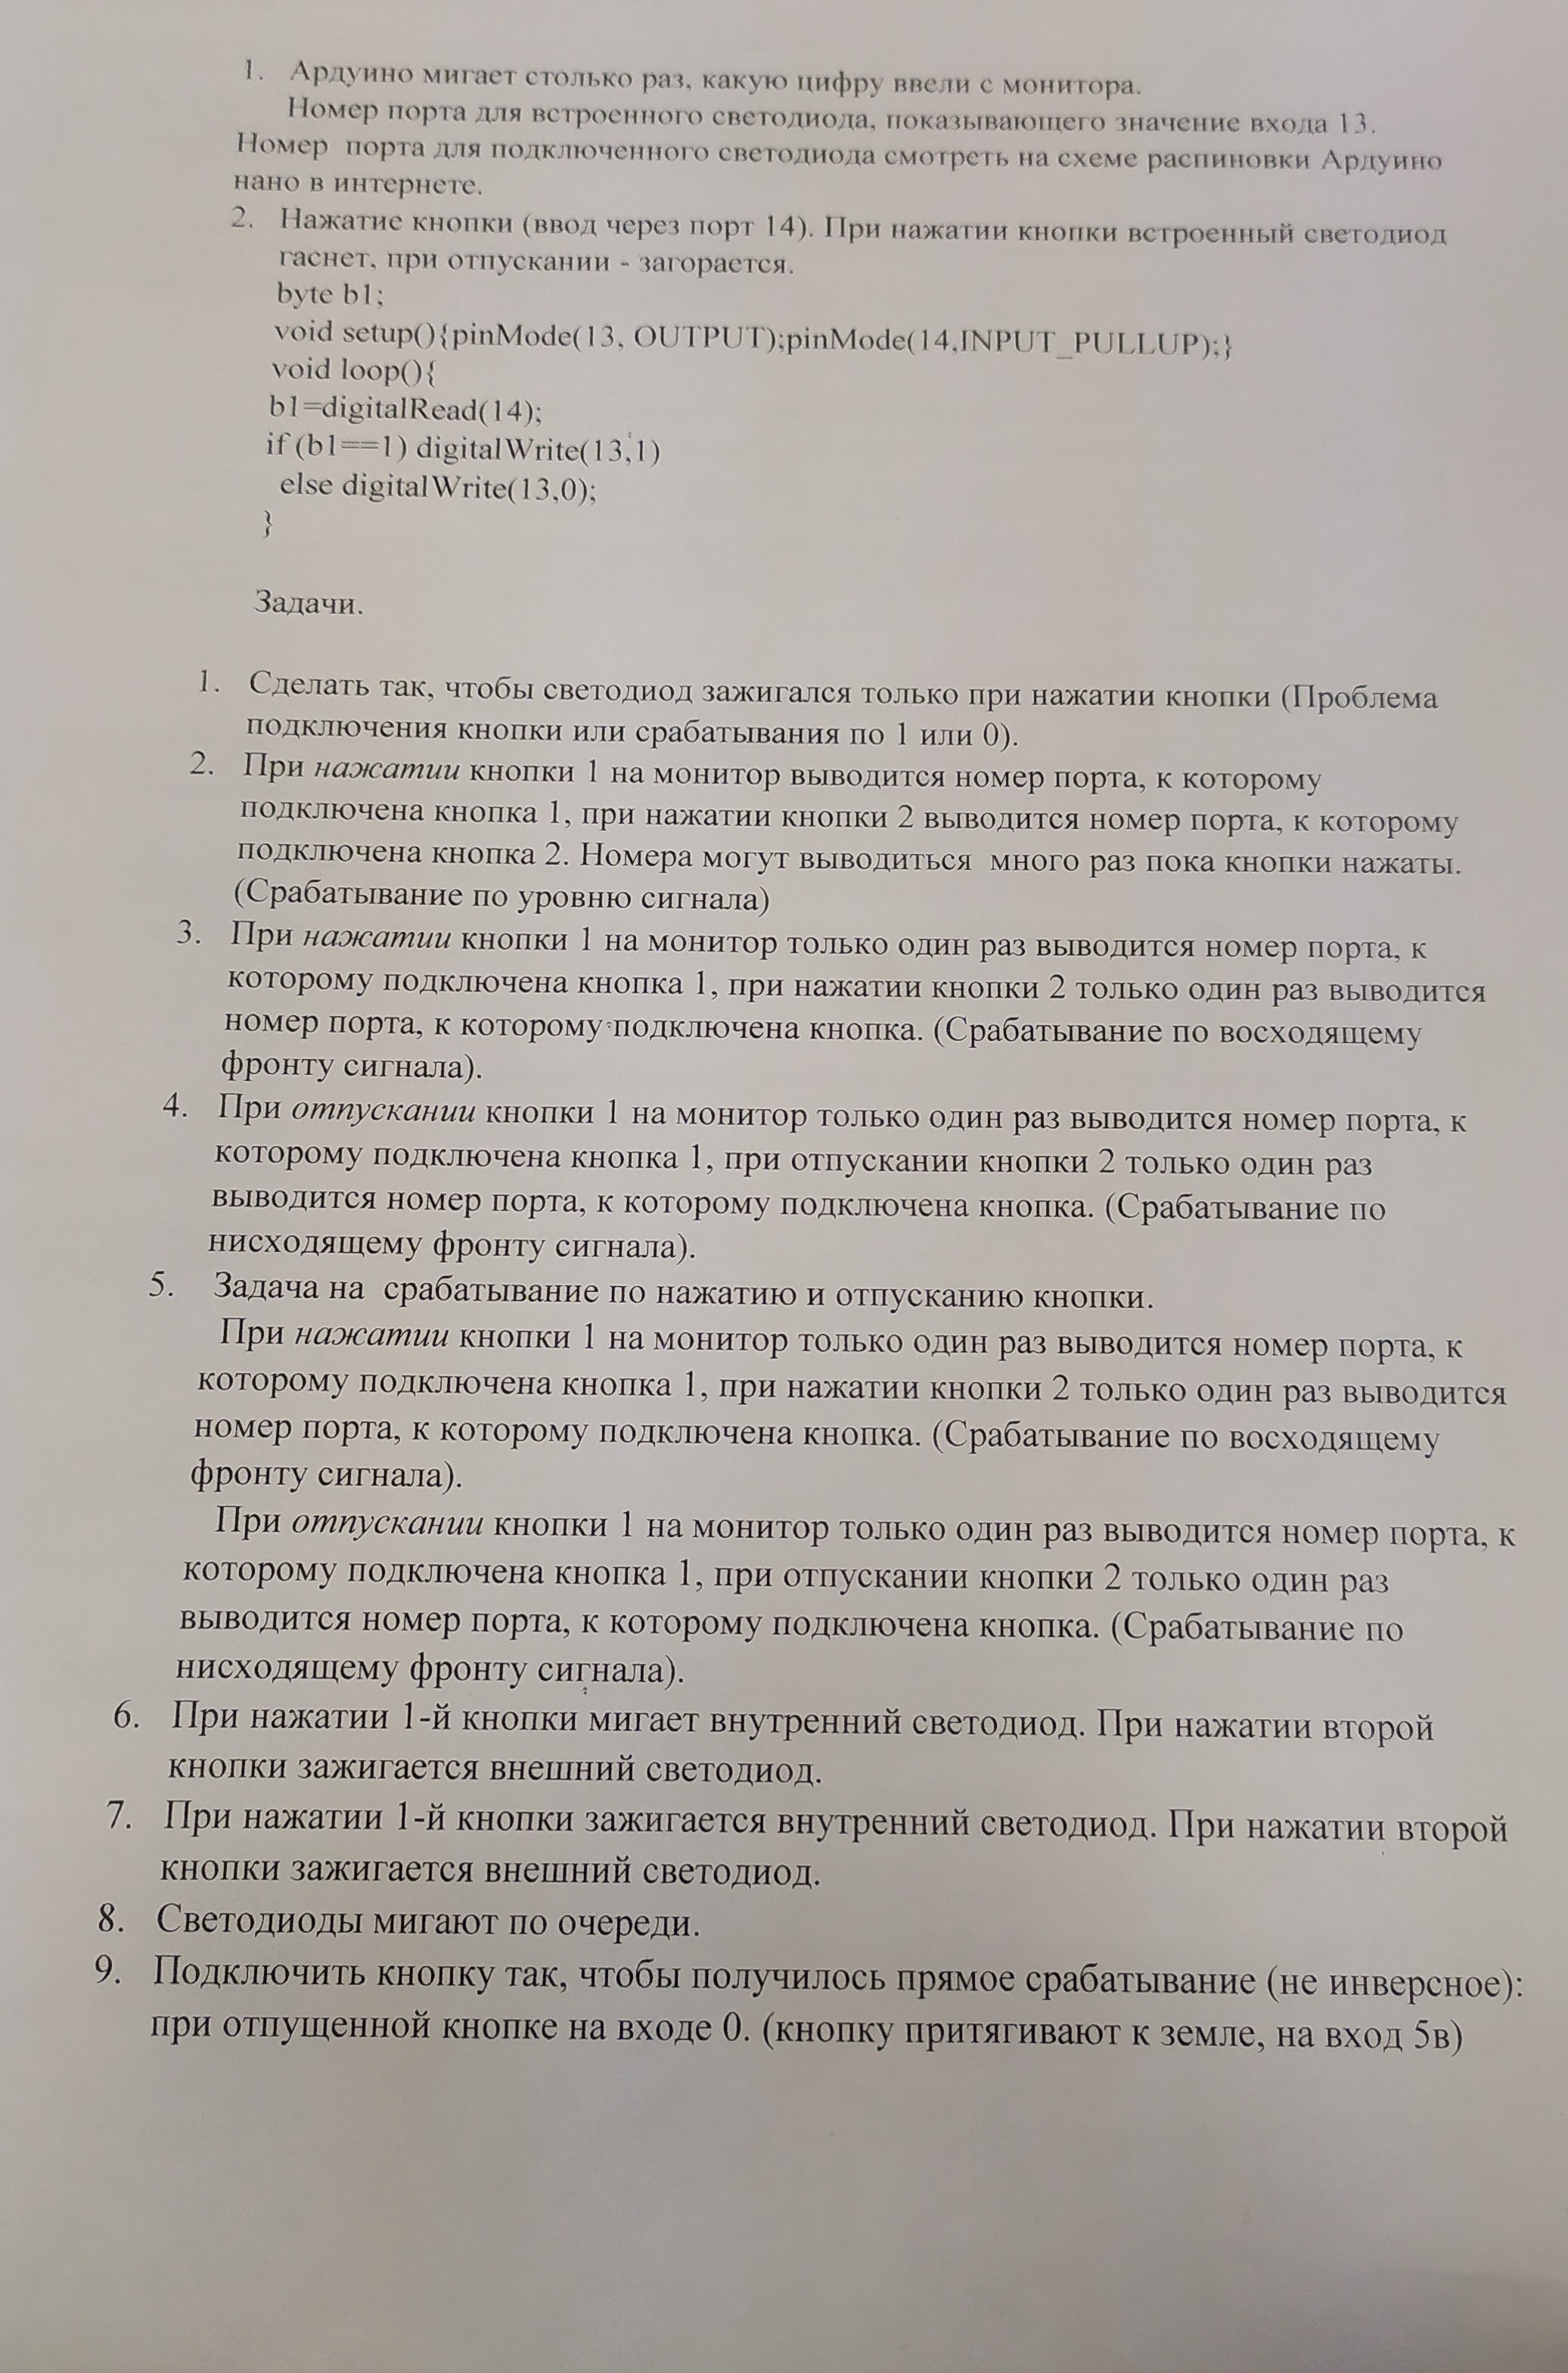 1. Ардуино мигает столько раз, какую цифру ввели с монитора.
Номер порта для встроенного светодиода, показывающего значение входа 13.
Номер порта для подключенного светодиода смотреть на схеме распиновки Ардуино
нано в интернете.
2. Нажатие кнопки (ввод через порт 14). При нажатии кнопки встроенный светодиод
гаснет, при отпускании - загорается.
byte b1;
void setup(){pinMode(13, OUTPUT);pinMode(14,INPUT_PULLUP);}
void loop(){
b1=digitalRead(14);
if (b1==1) digitalWrite(13,1)
else digitalWrite(13,0);
}
Задачи.
1. Сделать так, чтобы светодиод зажигался только при нажатии кнопки (Проблема
подключения кнопки или срабатывания по 1 или 0).
2. При нажатии кнопки 1 на монитор выводится номер порта, к которому
подключена кнопка 1, при нажатии кнопки 2 выводится номер порта, к которому
подключена кнопка 2. Номера могут выводиться много раз пока кнопки нажаты.
(Срабатывание по уровню сигнала)
3. При нажатии кнопки 1 на монитор только один раз выводится номер порта, к
которому подключена кнопка 1, при нажатии кнопки 2 только один раз выводится
номер порта, к которому подключена кнопка. (Срабатывание по восходящему
фронту сигнала).
4. При отпускании кнопки 1 на монитор только один раз выводится номер порта, к
которому подключена кнопка 1, при отпускании кнопки 2 только один раз
выводится номер порта, к которому подключена кнопка. (Срабатывание по
нисходящему фронту сигнала).
5. Задача на срабатывание по нажатию и отпусканию кнопки.
При нажатии кнопки 1 на монитор только один раз выводится номер порта, к
которому подключена кнопка 1, при нажатии кнопки 2 только один раз выводится
номер порта, к которому подключена кнопка. (Срабатывание по восходящему
фронту сигнала).
При отпускании кнопки 1 на монитор только один раз выводится номер порта, к
которому подключена кнопка 1, при отпускании кнопки 2 только один раз
выводится номер порта, к которому подключена кнопка. (Срабатывание по
нисходящему фронту сигнала).
6. При нажатии 1-й кнопки мигает внутренний светодиод. При нажатии второй
кнопки зажигается внешний светодиод.
7. При нажатии 1-й кнопки зажигается внутренний светодиод. При нажатии второй
кнопки зажигается внешний светодиод.
8. Светодиоды мигают по очереди.
9. Подключить кнопку так, чтобы получилось прямое срабатывание (не инверсное):
при отпущенной кнопке на входе 0. (кнопку притягивают к земле, на вход 5в)